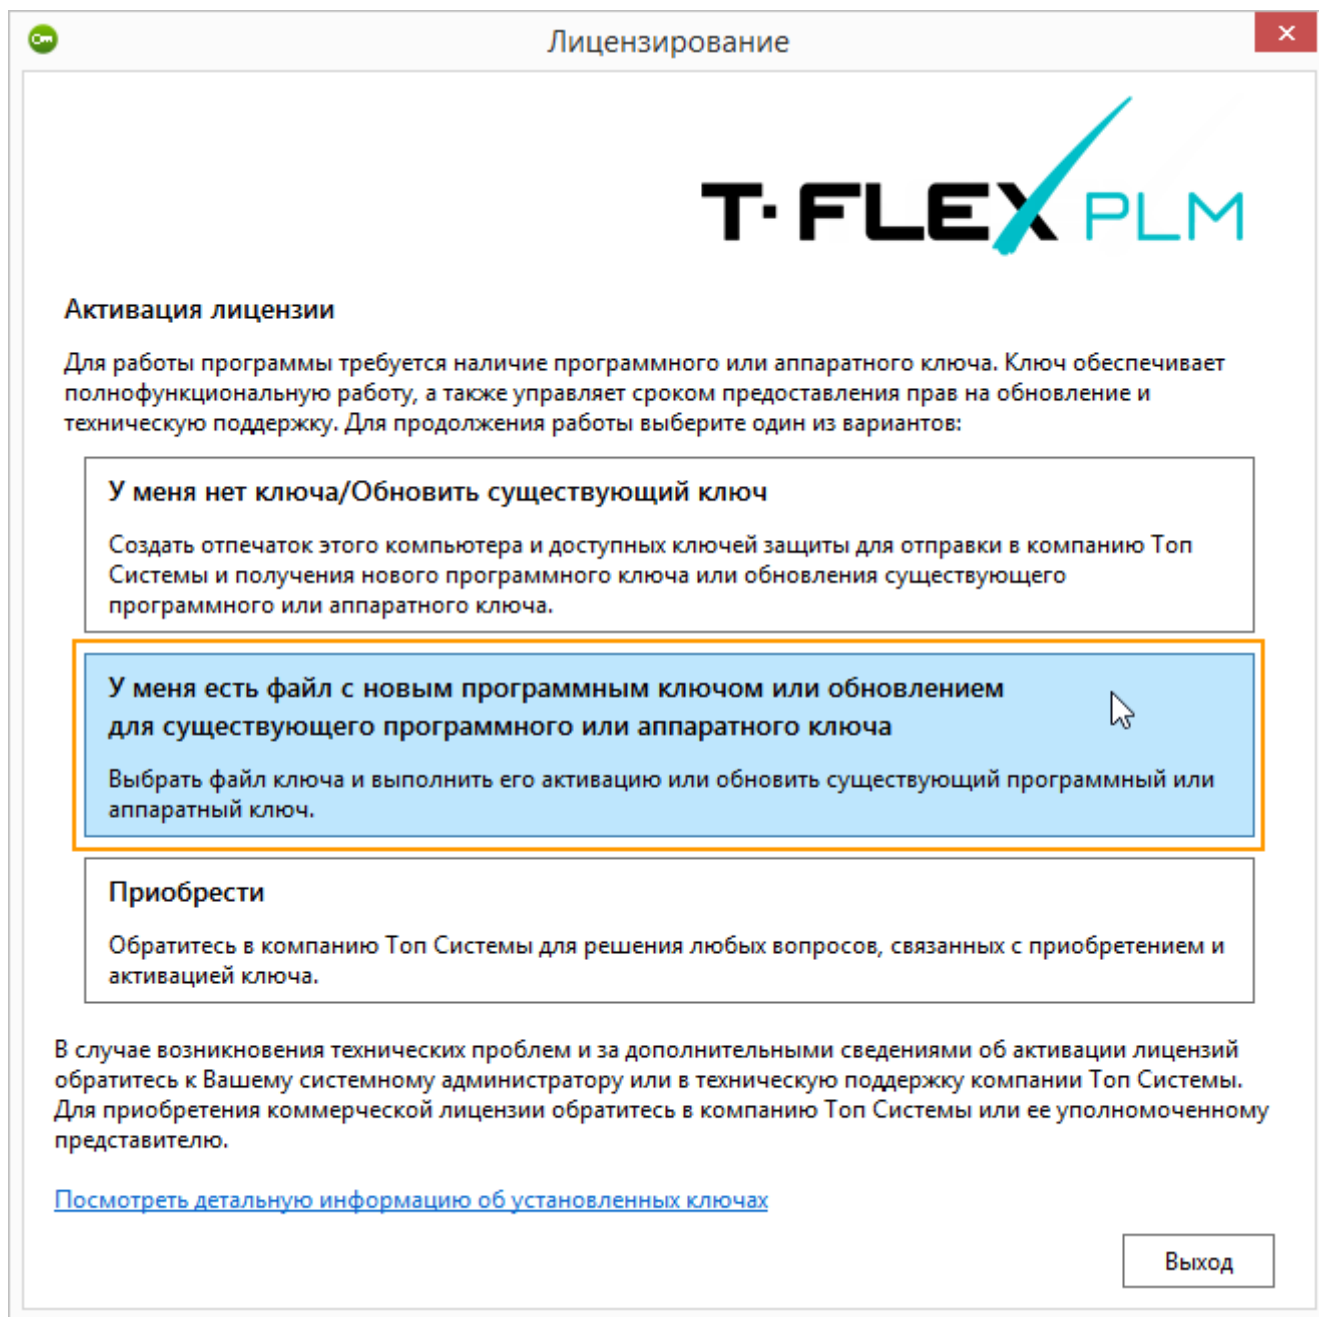 Лицензирование
T·FLEX PLM
Активация лицензии
Для работы программы требуется наличие программного или аппаратного ключа. Ключ обеспечивает
полнофункциональную работу, а также управляет сроком предоставления прав на обновление и
техническую поддержку. Для продолжения работы выберите один из вариантов:
У меня нет ключа/Обновить существующий ключ
Создать отпечаток этого компьютера и доступных ключей защиты для отправки в компанию Топ
Системы и получения нового программного ключа или обновления существующего
программного или аппаратного ключа.
У меня есть файл с новым программным ключом или обновлением
для существующего программного или аппаратного ключа
Выбрать файл ключа и выполнить его активацию или обновить существующий программный или
аппаратный ключ.
Приобрести
Обратитесь в компанию Топ Системы для решения любых вопросов, связанных с приобретением и
активацией ключа.
В случае возникновения технических проблем и за дополнительными сведениями об активации лицензий
обратитесь к Вашему системному администратору или в техническую поддержку компании Топ Системы.
Для приобретения коммерческой лицензии обратитесь в компанию Топ Системы или ее уполномоченному
представителю.
Посмотреть детальную информацию об установленных ключах
Выход